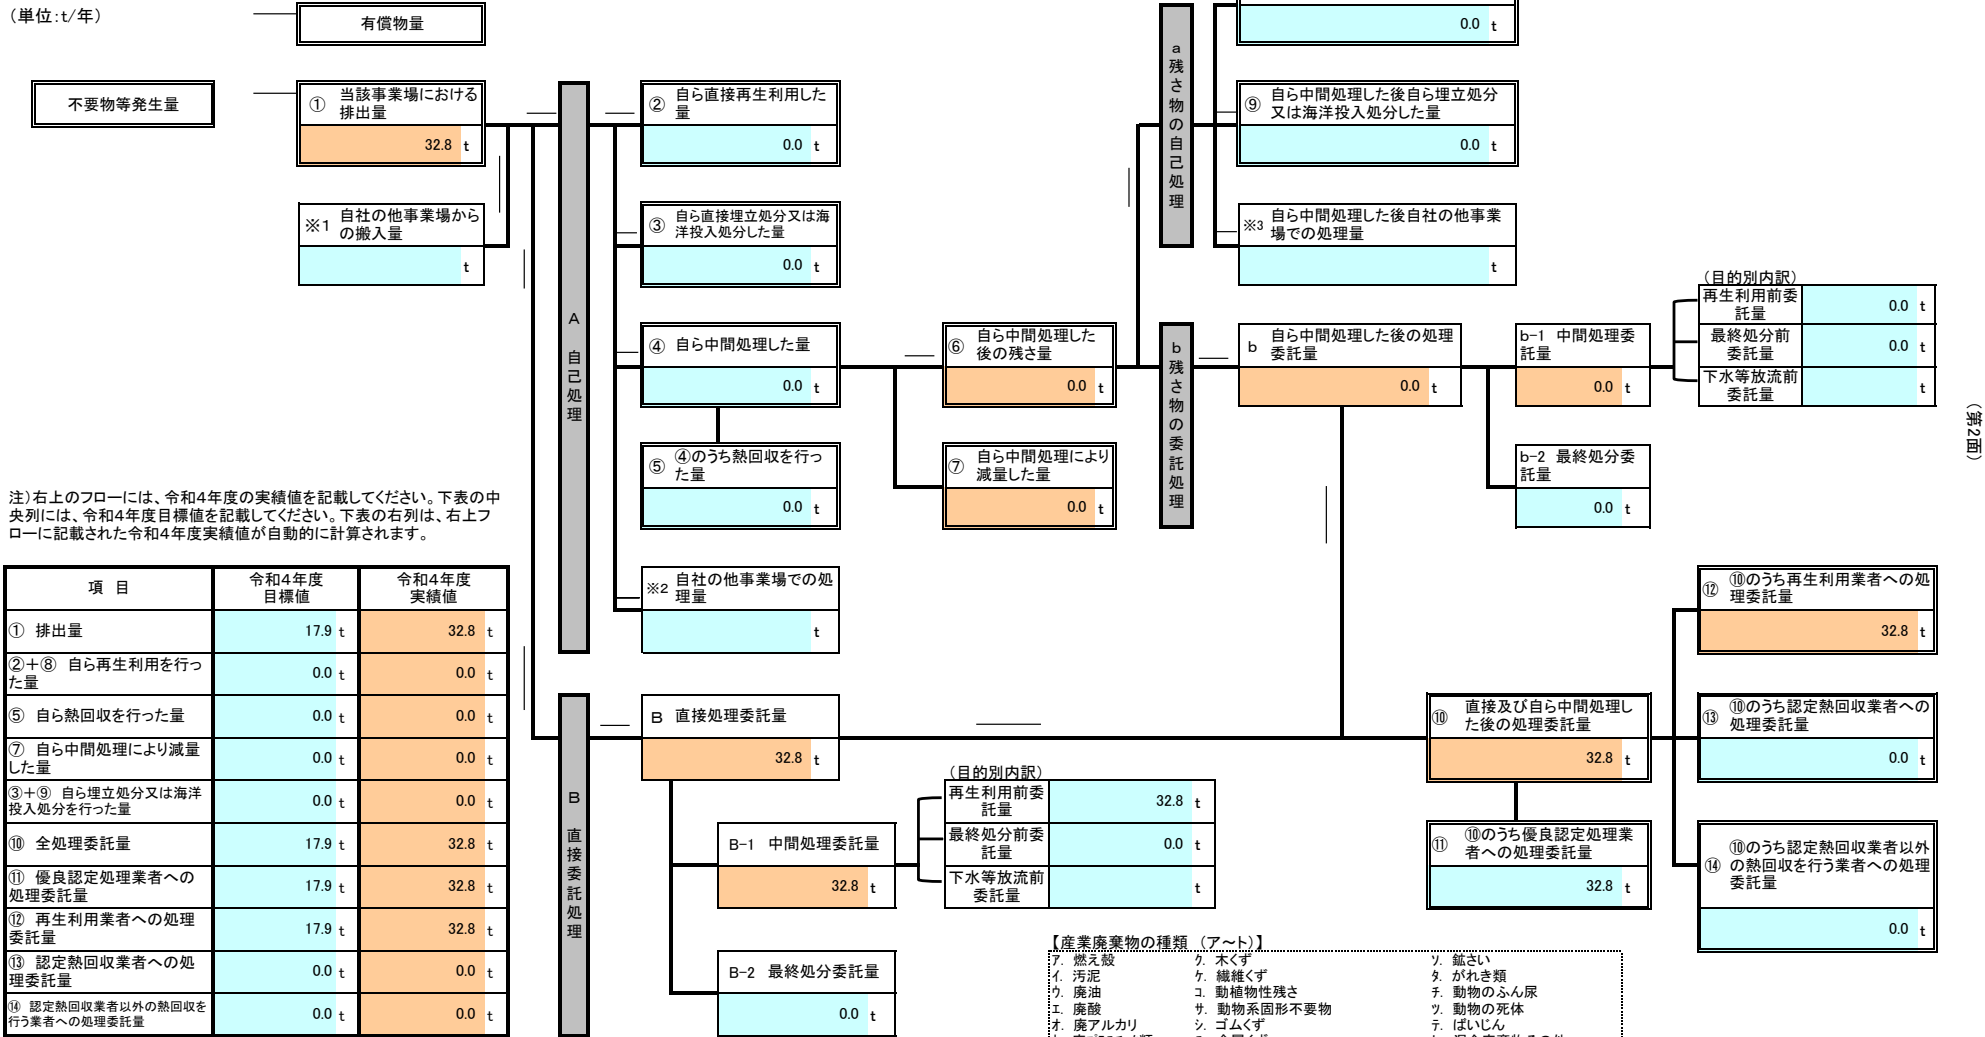 （単位：t/年）
有償物量
0.0 t
不要物等発生量
① 当該事業場における
排出量
32.8 t
※1 自社の他事業場から
の搬入量
t
A 自己処理
② 自ら直接再生利用した
量
0.0 t
③ 自ら直接埋立処分又は海
洋投入処分した量
0.0 t
④ 自ら中間処理した量
0.0 t
⑤ ④のうち熱回収を行っ
た量
0.0 t
※2 自社の他事業場での処
理量
t
⑥ 自ら中間処理した
後の残さ量
0.0 t
⑦ 自ら中間処理により
減量した量
0.0 t
a 残さ物の自己処理
⑨ 自ら中間処理した後自ら埋立処分
又は海洋投入処分した量
0.0 t
※3 自ら中間処理した後自社の他事業
場での処理量
t
b 残さ物の委託処理
b 自ら中間処理した後の処理
委託量
0.0 t
b-1 中間処理委
託量
0.0 t
b-2 最終処分委
託量
0.0 t
（目的別内訳）
再生利用前委
託量
0.0 t
最終処分前
委託量
0.0 t
下水等放流前
委託量
t
（第2面）
注）右上のフローには、令和４年度の実績値を記載してください。下表の中
央列には、令和４年度目標値を記載してください。下表の右列は、右上フ
ローに記載された令和４年度実績値が自動的に計算されます。
項 目 令和４年度
目標値 令和４年度
実績値
① 排出量 17.9 t 32.8 t
②＋⑧ 自ら再生利用を行っ
た量 0.0 t 0.0 t
⑤ 自ら熱回収を行った量 0.0 t 0.0 t
⑦ 自ら中間処理により減量
した量 0.0 t 0.0 t
③＋⑨ 自ら埋立処分又は海洋
投入処分を行った量 0.0 t 0.0 t
⑩ 全処理委託量 17.9 t 32.8 t
⑪ 優良認定処理業者への
処理委託量 17.9 t 32.8 t
⑫ 再生利用業者への処理
委託量 17.9 t 32.8 t
⑬ 認定熱回収業者への処
理委託量 0.0 t 0.0 t
⑭ 認定熱回収業者以外の熱回収を
行う業者への処理委託量 0.0 t 0.0 t
B 直接委託処理
B 直接処理委託量
32.8 t
B-1 中間処理委託量
32.8 t
B-2 最終処分委託量
0.0 t
（目的別内訳）
再生利用前委
託量
32.8 t
最終処分前委
託量
0.0 t
下水等放流前
委託量
t
⑩ 直接及び自ら中間処理し
た後の処理委託量
32.8 t
⑪ ⑩のうち優良認定処理業
者への処理委託量
32.8 t
⑫ ⑩のうち再生利用業者への処
理委託量
32.8 t
⑬ ⑩のうち認定熱回収業者への
処理委託量
0.0 t
⑭ ⑩のうち認定熱回収業者以外
の熱回収を行う業者への処理
委託量
0.0 t
【産業廃棄物の種類 （ア～ト）】
ア. 燃え殻 ク. 木くず ソ. 鉱さい
イ. 汚泥 ケ. 繊維くず タ. がれき類
ウ. 廃油 コ. 動植物性残さ チ. 動物のふん尿
エ. 廃酸 サ. 動物系固形不要物 ツ. 動物の死体
オ. 廃アルカリ シ. ゴムくず テ. ばいじん